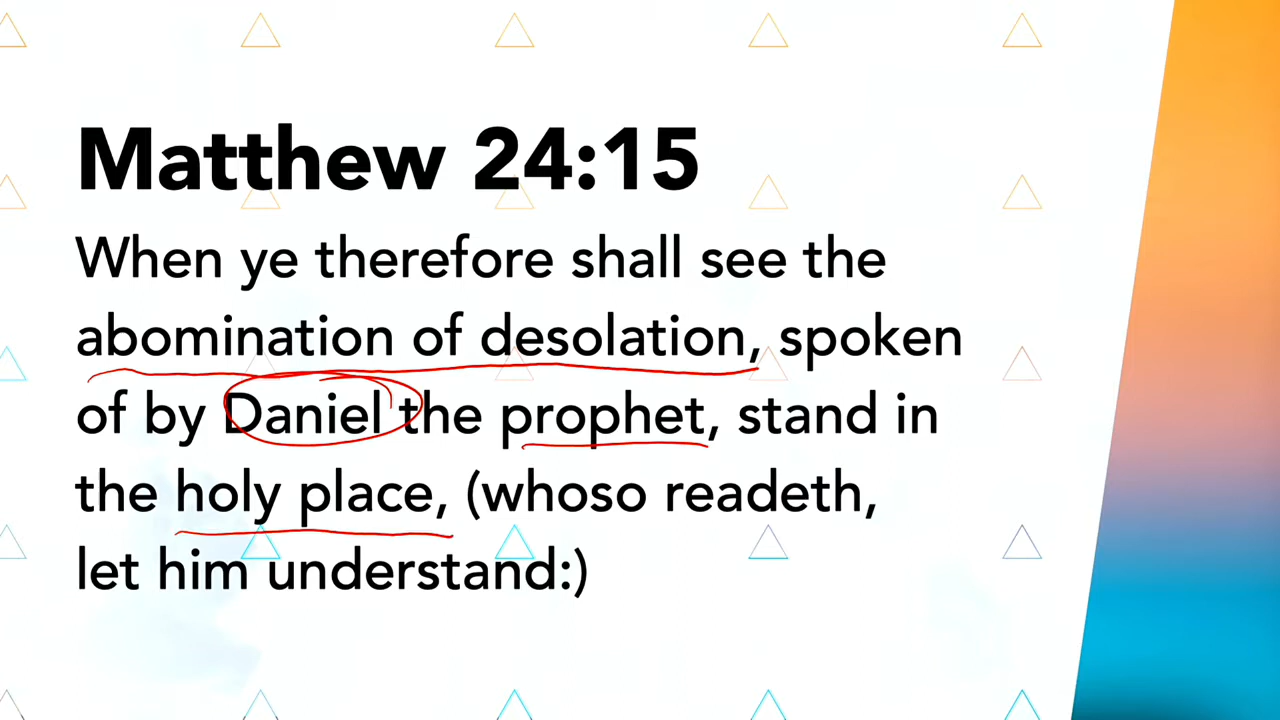 Matthew 24:15
When ye therefore shall see the
abomination of desolation, spoken
of by Daniel the prophet, stand in
the holy place, (whoso readeth,
let him understand:)